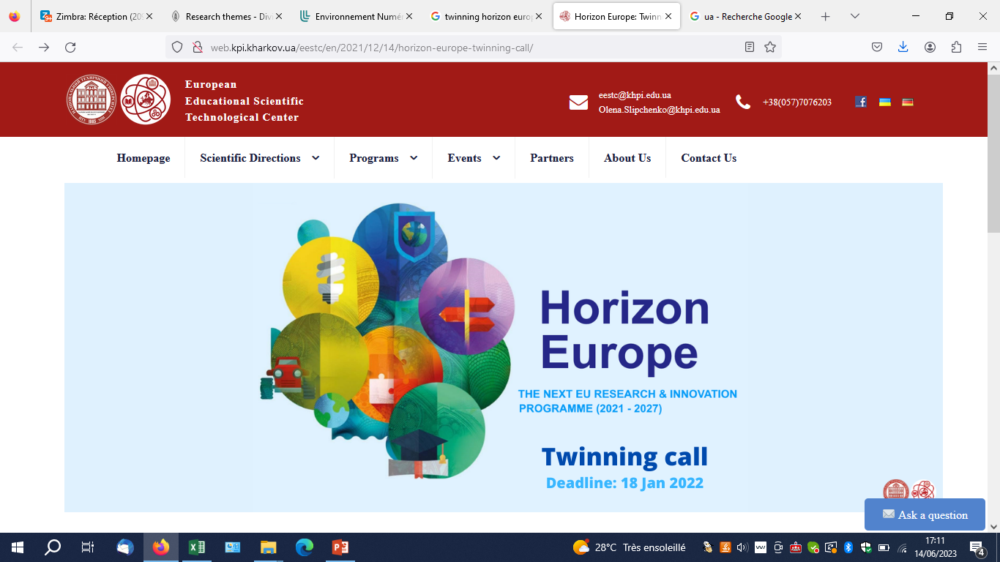 Zimbra: Réception (20
Research themes - Divi
Environnement Numé
twinning horizon euro
Horizon Europe: Twinn
ua - Recherche Google
web.kpi.kharkov.ua/eestc/en/2021/12/14/horizon-europe-twinning-call/
European
Educational Scientific
Technological Center
eestc@khpi.edu.ua
Olena.Slipchenko@khpi.edu.ua
+38(057)7076203
Homepage
Scientific Directions
Programs
Events
Partners
About Us
Contact Us
Horizon
Europe
THE NEXT EU RESEARCH & INNOVATION
PROGRAMME (2021 - 2027)
Twinning call
Deadline: 18 Jan 2022
Ask a question
28°C Très ensoleillé
17:11
14/06/2023
4